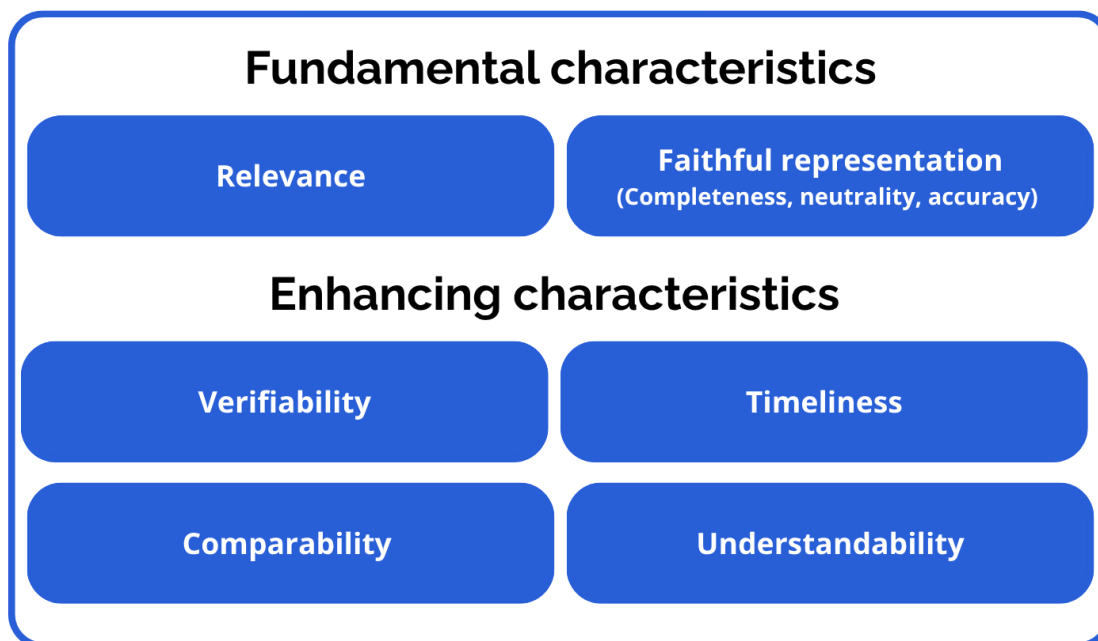 Fundamental characteristics
Relevance
Faithful representation
(Completeness, neutrality, accuracy)
Enhancing characteristics
Verifiability
Timeliness
Comparability
Understandability